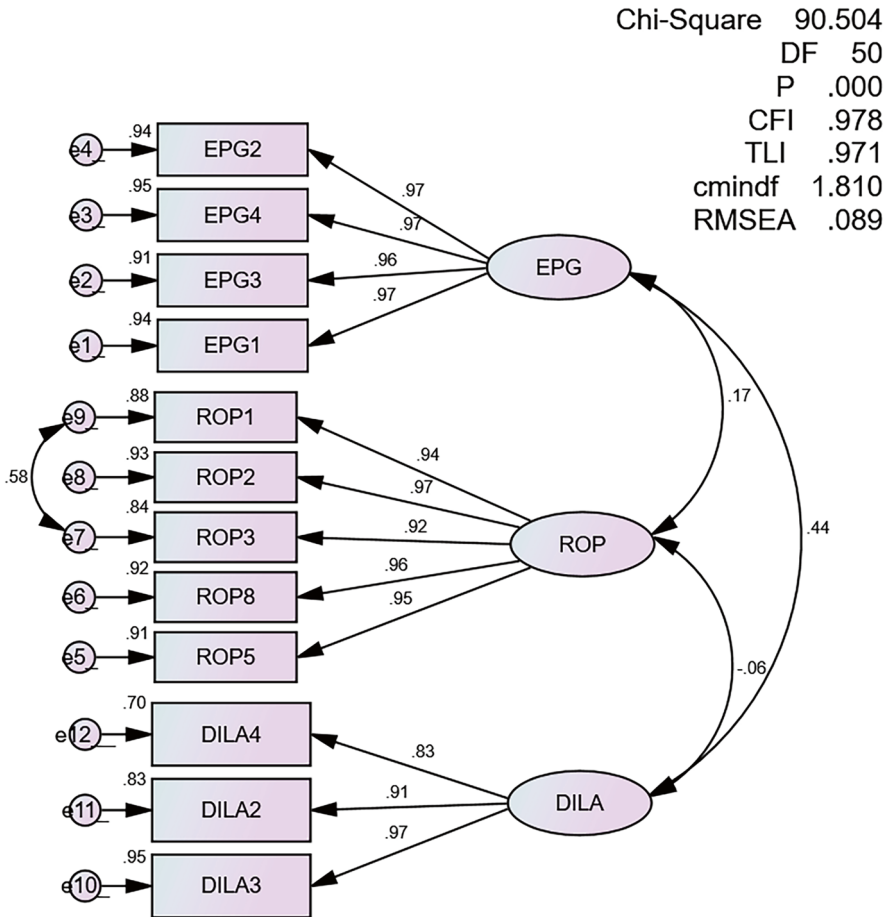 Chi-Square 90.504
DF 50
P .000
CFI .978
TLI .971
cmindf 1.810
RMSEA .089
e4 .94 EPG2 .97
e3 .95 EPG4 .97
e2 .91 EPG3 .96
e1 .94 EPG1 .97
EPG
.17
e9 .88 ROP1 .94
e8 .93 ROP2 .97
.58
e7 .84 ROP3 .92
e6 .92 ROP8 .96
e5 .91 ROP5 .95
ROP
.44
-.06
e12 .70 DILA4 .83
e11 .83 DILA2 .91
e10 .95 DILA3 .97
DILA